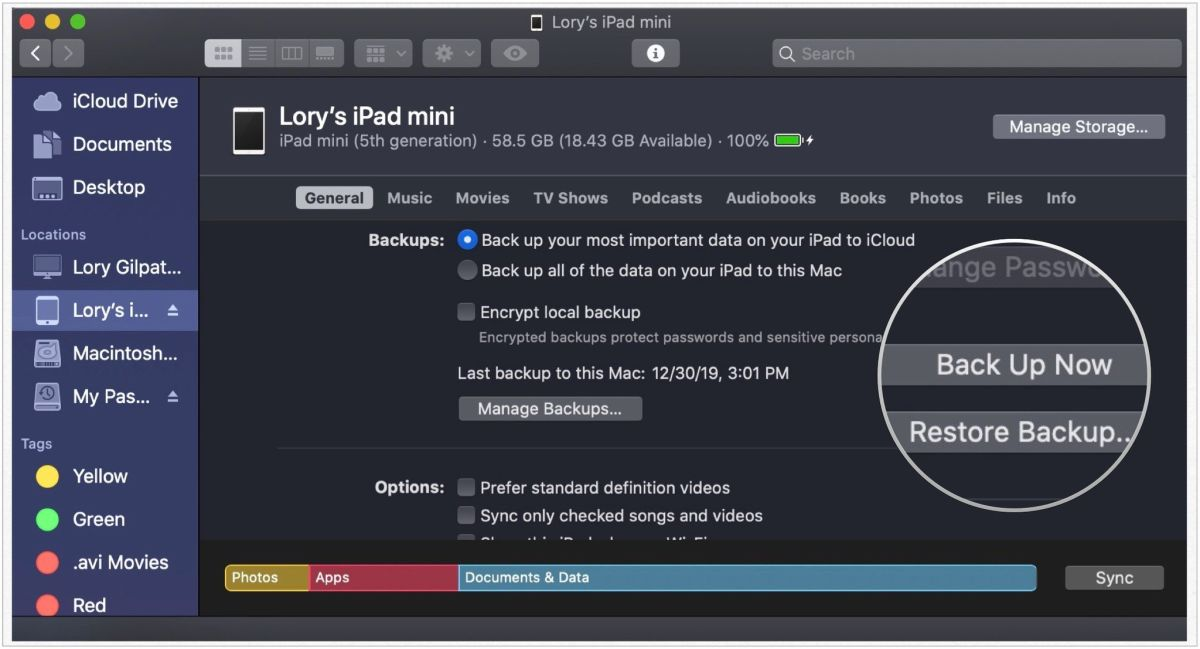 Lory's iPad mini
Search
iCloud Drive
Documents
Desktop
Locations
Lory Gilpat...
Lory's i...
Macintosh...
My Pas...
Tags
Yellow
Green
.avi Movies
Red
Lory's iPad mini
iPad mini (5th generation) · 58.5 GB (18.43 GB Available) · 100%
Manage Storage...
General Music Movies TV Shows Podcasts Audiobooks Books Photos Files Info
Backups: Back up your most important data on your iPad to iCloud
Back up all of the data on your iPad to this Mac
Encrypt local backup
Encrypted backups protect passwords and sensitive persona
Last backup to this Mac: 12/30/19, 3:01 PM
Manage Backups...
Back Up Now
Restore Backup..
Options: Prefer standard definition videos
Sync only checked songs and videos
Photos Apps Documents & Data
Sync